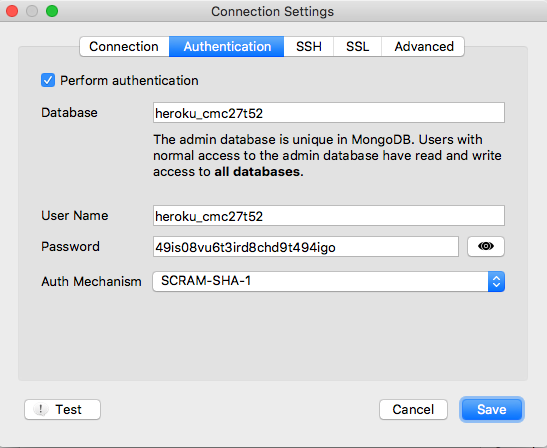 Connection Settings
Connection Authentication SSH SSL Advanced
Perform authentication
Database heroku_cmc27t52
The admin database is unique in MongoDB. Users with
normal access to the admin database have read and write
access to all databases.
User Name heroku_cmc27t52
Password 49is08vu6t3ird8chd9t494igo
Auth Mechanism SCRAM-SHA-1
! Test Cancel Save